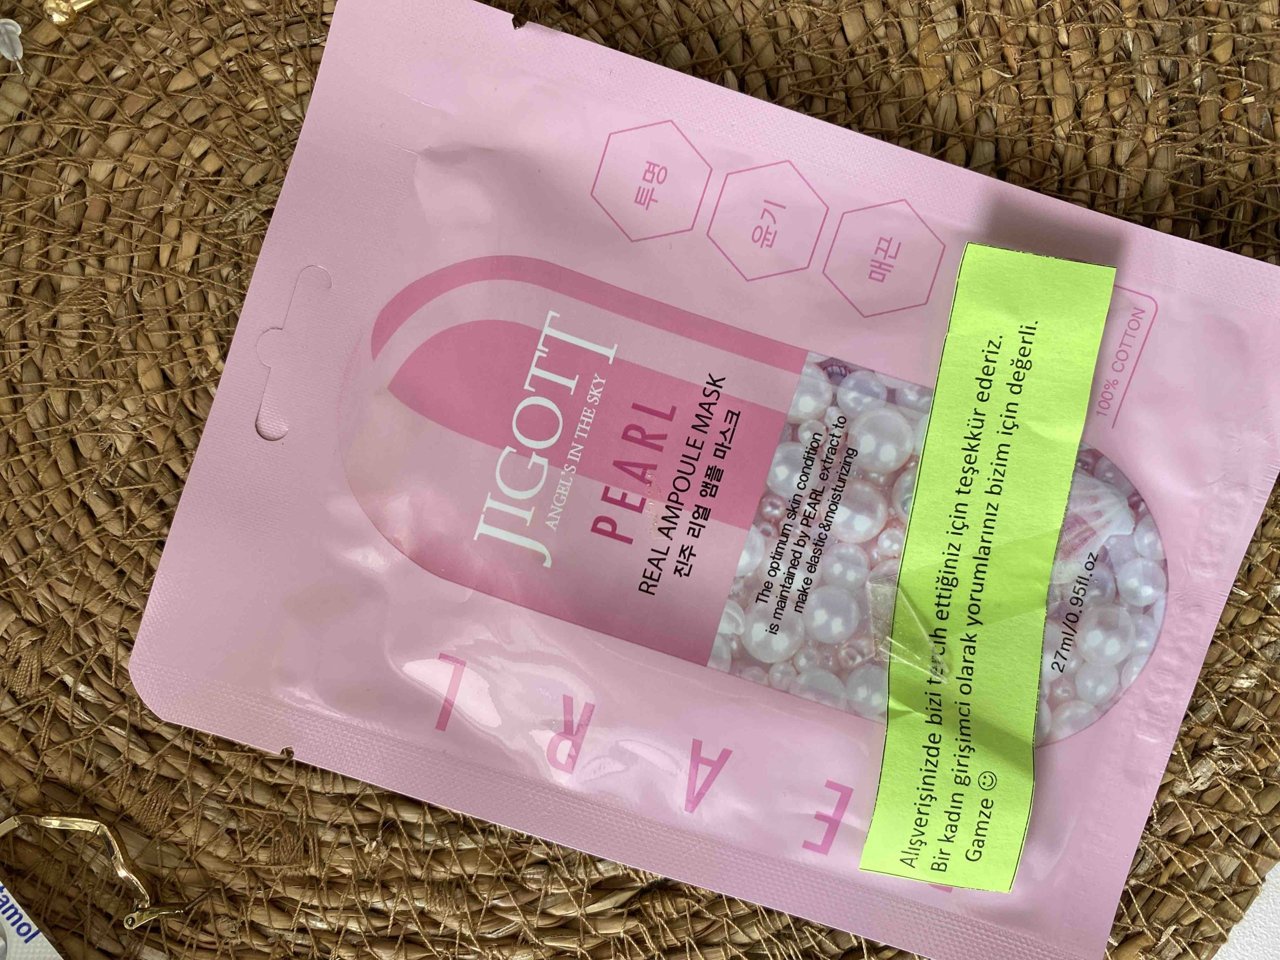 JIGOTT
ANGEL'S IN THE SKY
PEARL
REAL AMPOULE MASK
진주 리얼 앰플 마스크
The optimum skin condition
is maintained by PEARL extract to
make elastic&moisturizing
투명
윤기
매끈
100% COTTON
27ml/0.95fl.oz
EARL
Alışverişinizde bizi tercih ettiğiniz için teşekkür ederiz.
Bir kadın girişimci olarak yorumlarınız bizim için değerli.
Gamze ☺
tamol